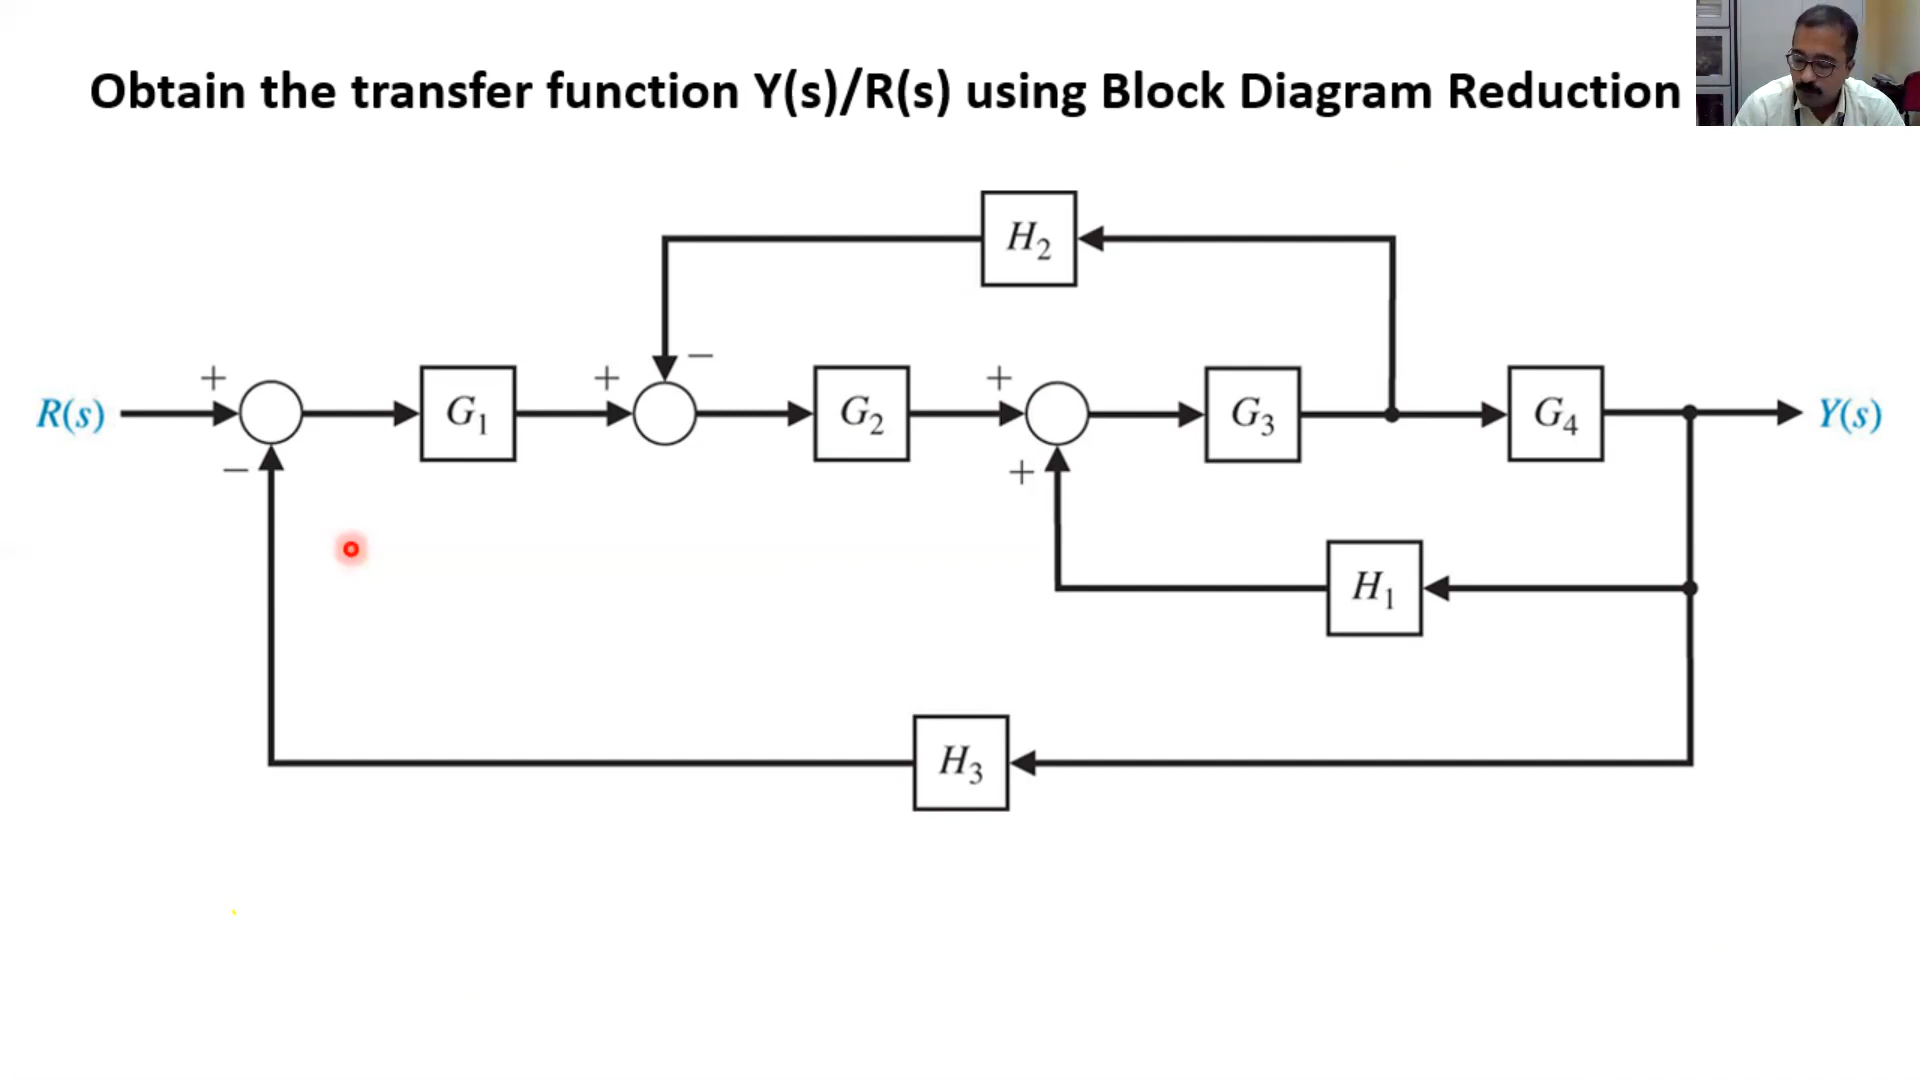 Obtain the transfer function Y(s)/R(s) using Block Diagram Reduction
H₂
R(s) + G₁ + − G₂ + G₃ G₄ Y(s)
− +
H₁
H₃